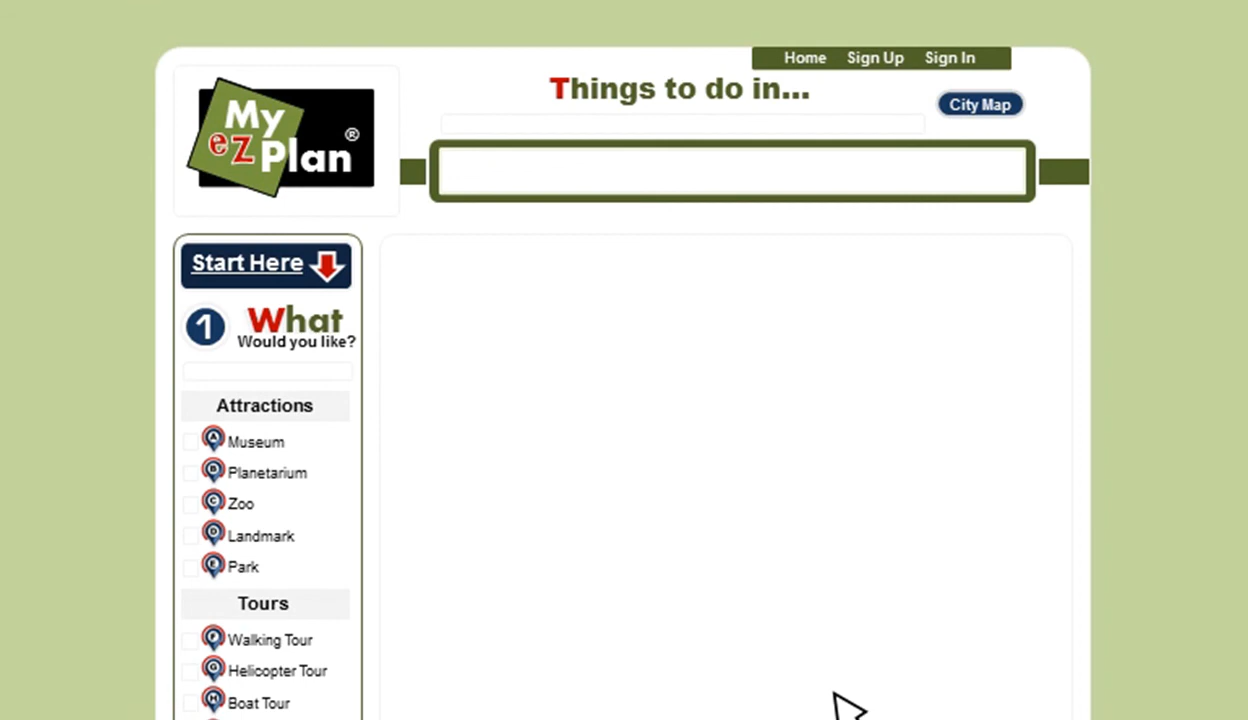 Home Sign Up Sign In
Things to do in...
City Map
My
eZ Plan ®
Start Here
1 What
Would you like?
Attractions
A Museum
B Planetarium
C Zoo
D Landmark
E Park
Tours
F Walking Tour
G Helicopter Tour
H Boat Tour